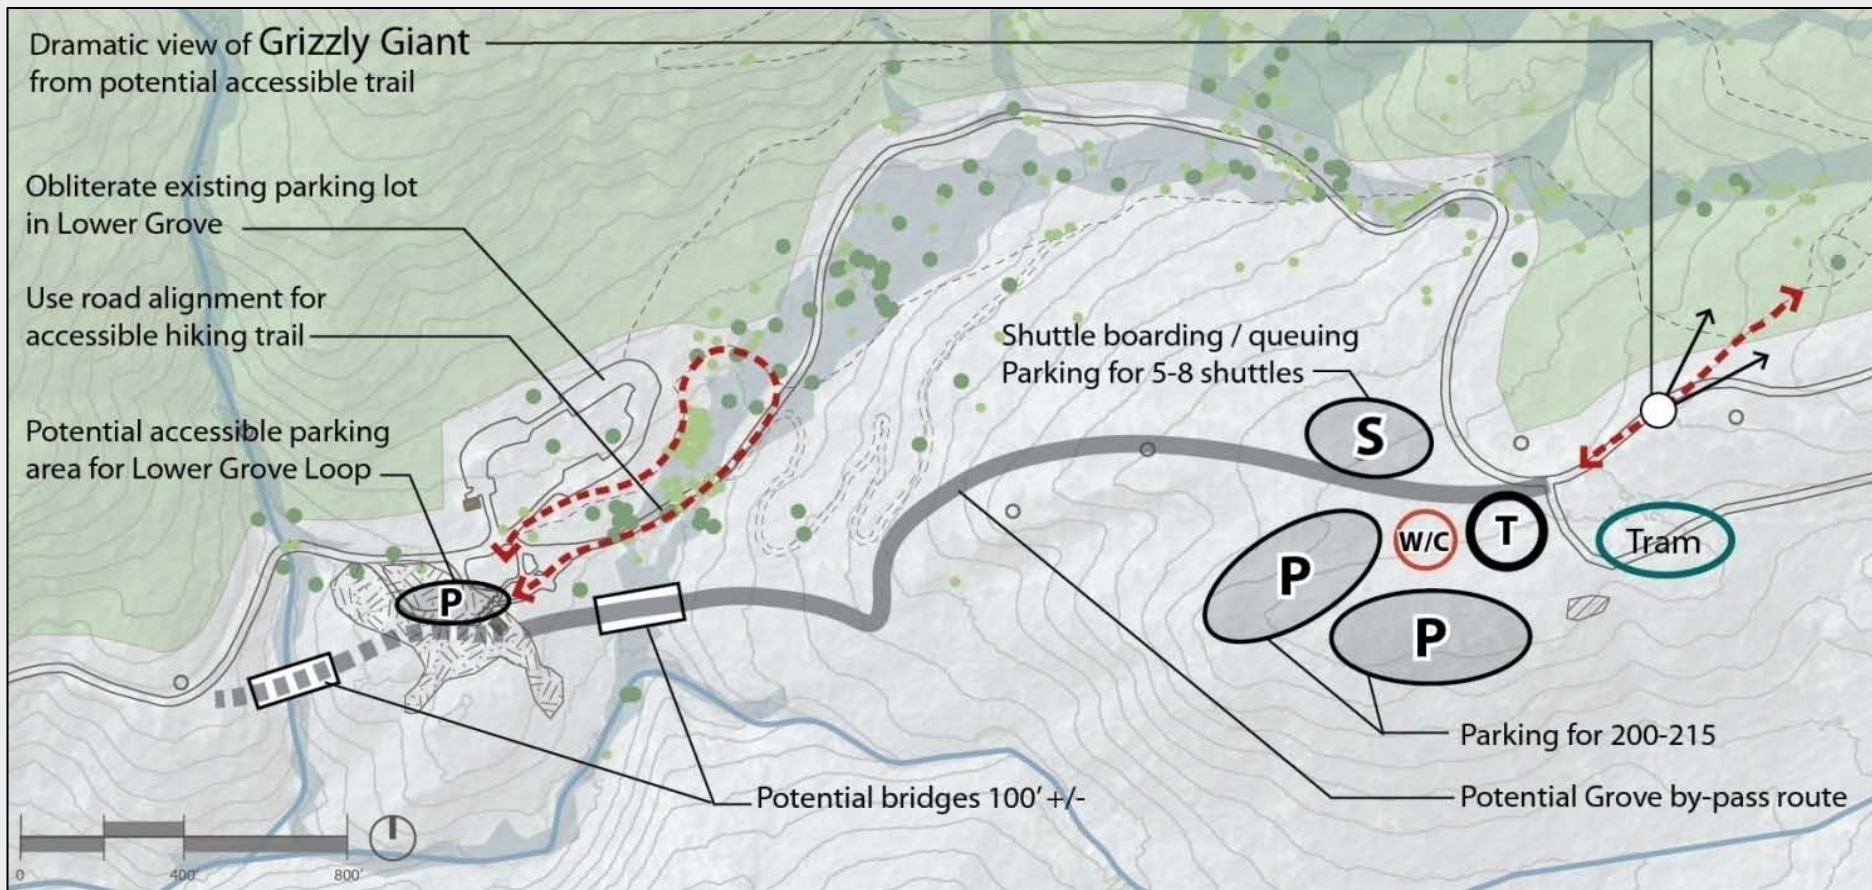 Dramatic view of Grizzly Giant
from potential accessible trail
Obliterate existing parking lot
in Lower Grove
Use road alignment for
accessible hiking trail
Shuttle boarding / queuing
Parking for 5-8 shuttles
Potential accessible parking
area for Lower Grove Loop
S
P
W/C
T
Tram
P
P
Parking for 200-215
Potential bridges 100’ +/-
Potential Grove by-pass route
0
400'
800'